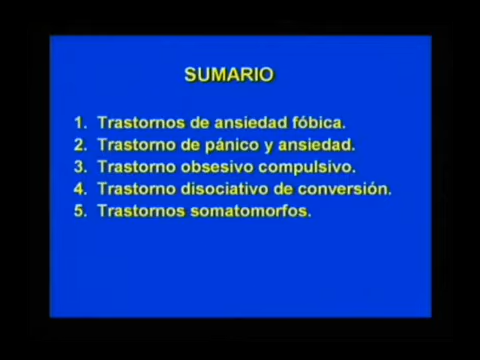 SUMARIO
1. Trastornos de ansiedad fóbica.
2. Trastorno de pánico y ansiedad.
3. Trastorno obsesivo compulsivo.
4. Trastorno disociativo de conversión.
5. Trastornos somatomorfos.